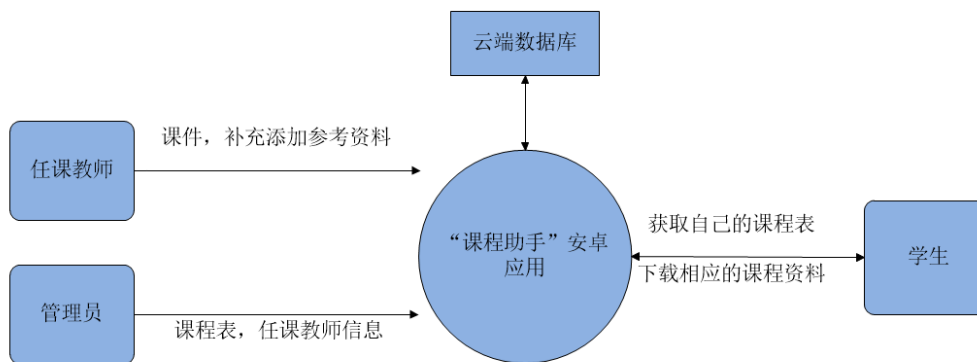 云端数据库
课件，补充添加参考资料
任课教师
“课程助手”安卓
应用
获取自己的课程表
下载相应的课程资料
学生
管理员
课程表，任课教师信息